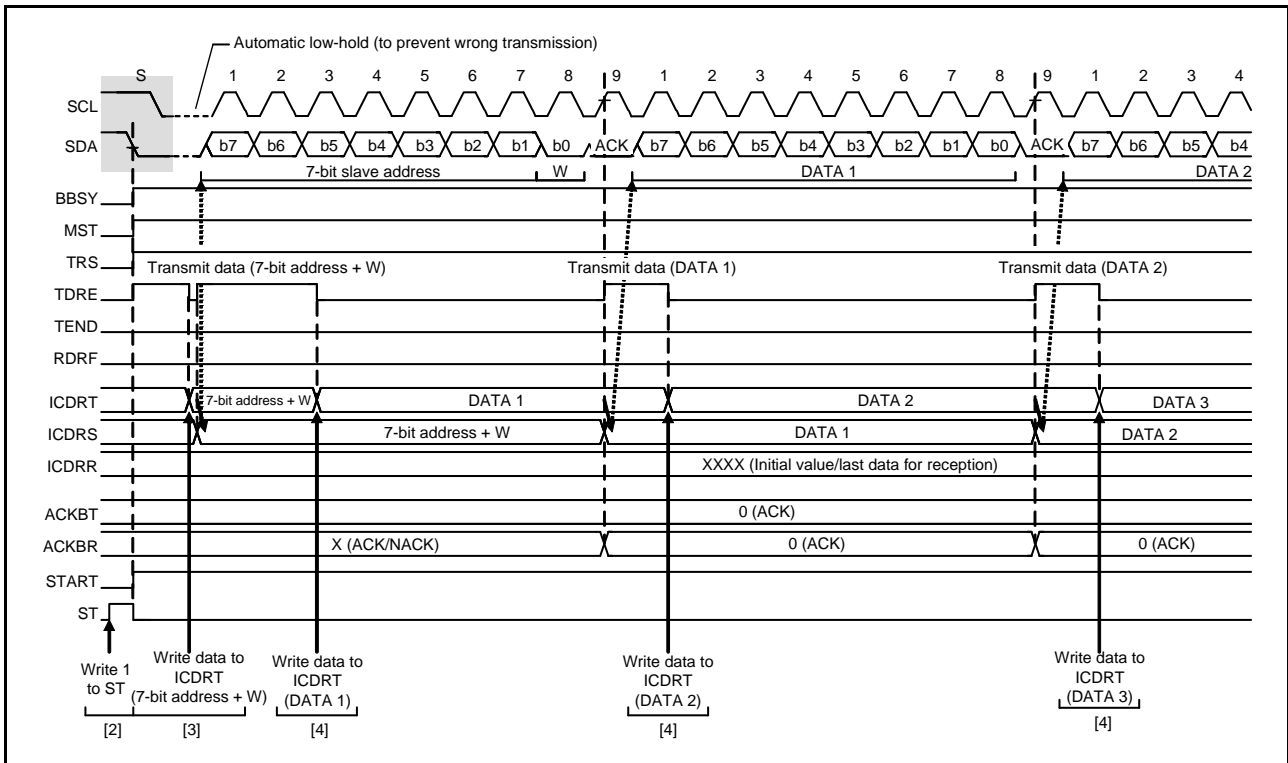 Automatic low-hold (to prevent wrong transmission)
S 1 2 3 4 5 6 7 8 9 1 2 3 4 5 6 7 8 9 1 2 3 4
SCL
SDA b7 b6 b5 b4 b3 b2 b1 b0 ACK b7 b6 b5 b4 b3 b2 b1 b0 ACK b7 b6 b5 b4
7-bit slave address W DATA 1 DATA 2
BBSY
MST
TRS
Transmit data (7-bit address + W) Transmit data (DATA 1) Transmit data (DATA 2)
TDRE
TEND
RDRF
ICDRT 7-bit address + W DATA 1 DATA 2 DATA 3
ICDRS 7-bit address + W DATA 1 DATA 2
ICDRR XXXX (Initial value/last data for reception)
ACKBT 0 (ACK)
ACKBR X (ACK/NACK) 0 (ACK) 0 (ACK)
START
ST
Write 1
to ST
[2]
Write data to
ICDRT
(7-bit address + W)
[3]
Write data to
ICDRT
(DATA 1)
[4]
Write data to
ICDRT
(DATA 2)
[4]
Write data to
ICDRT
(DATA 3)
[4]